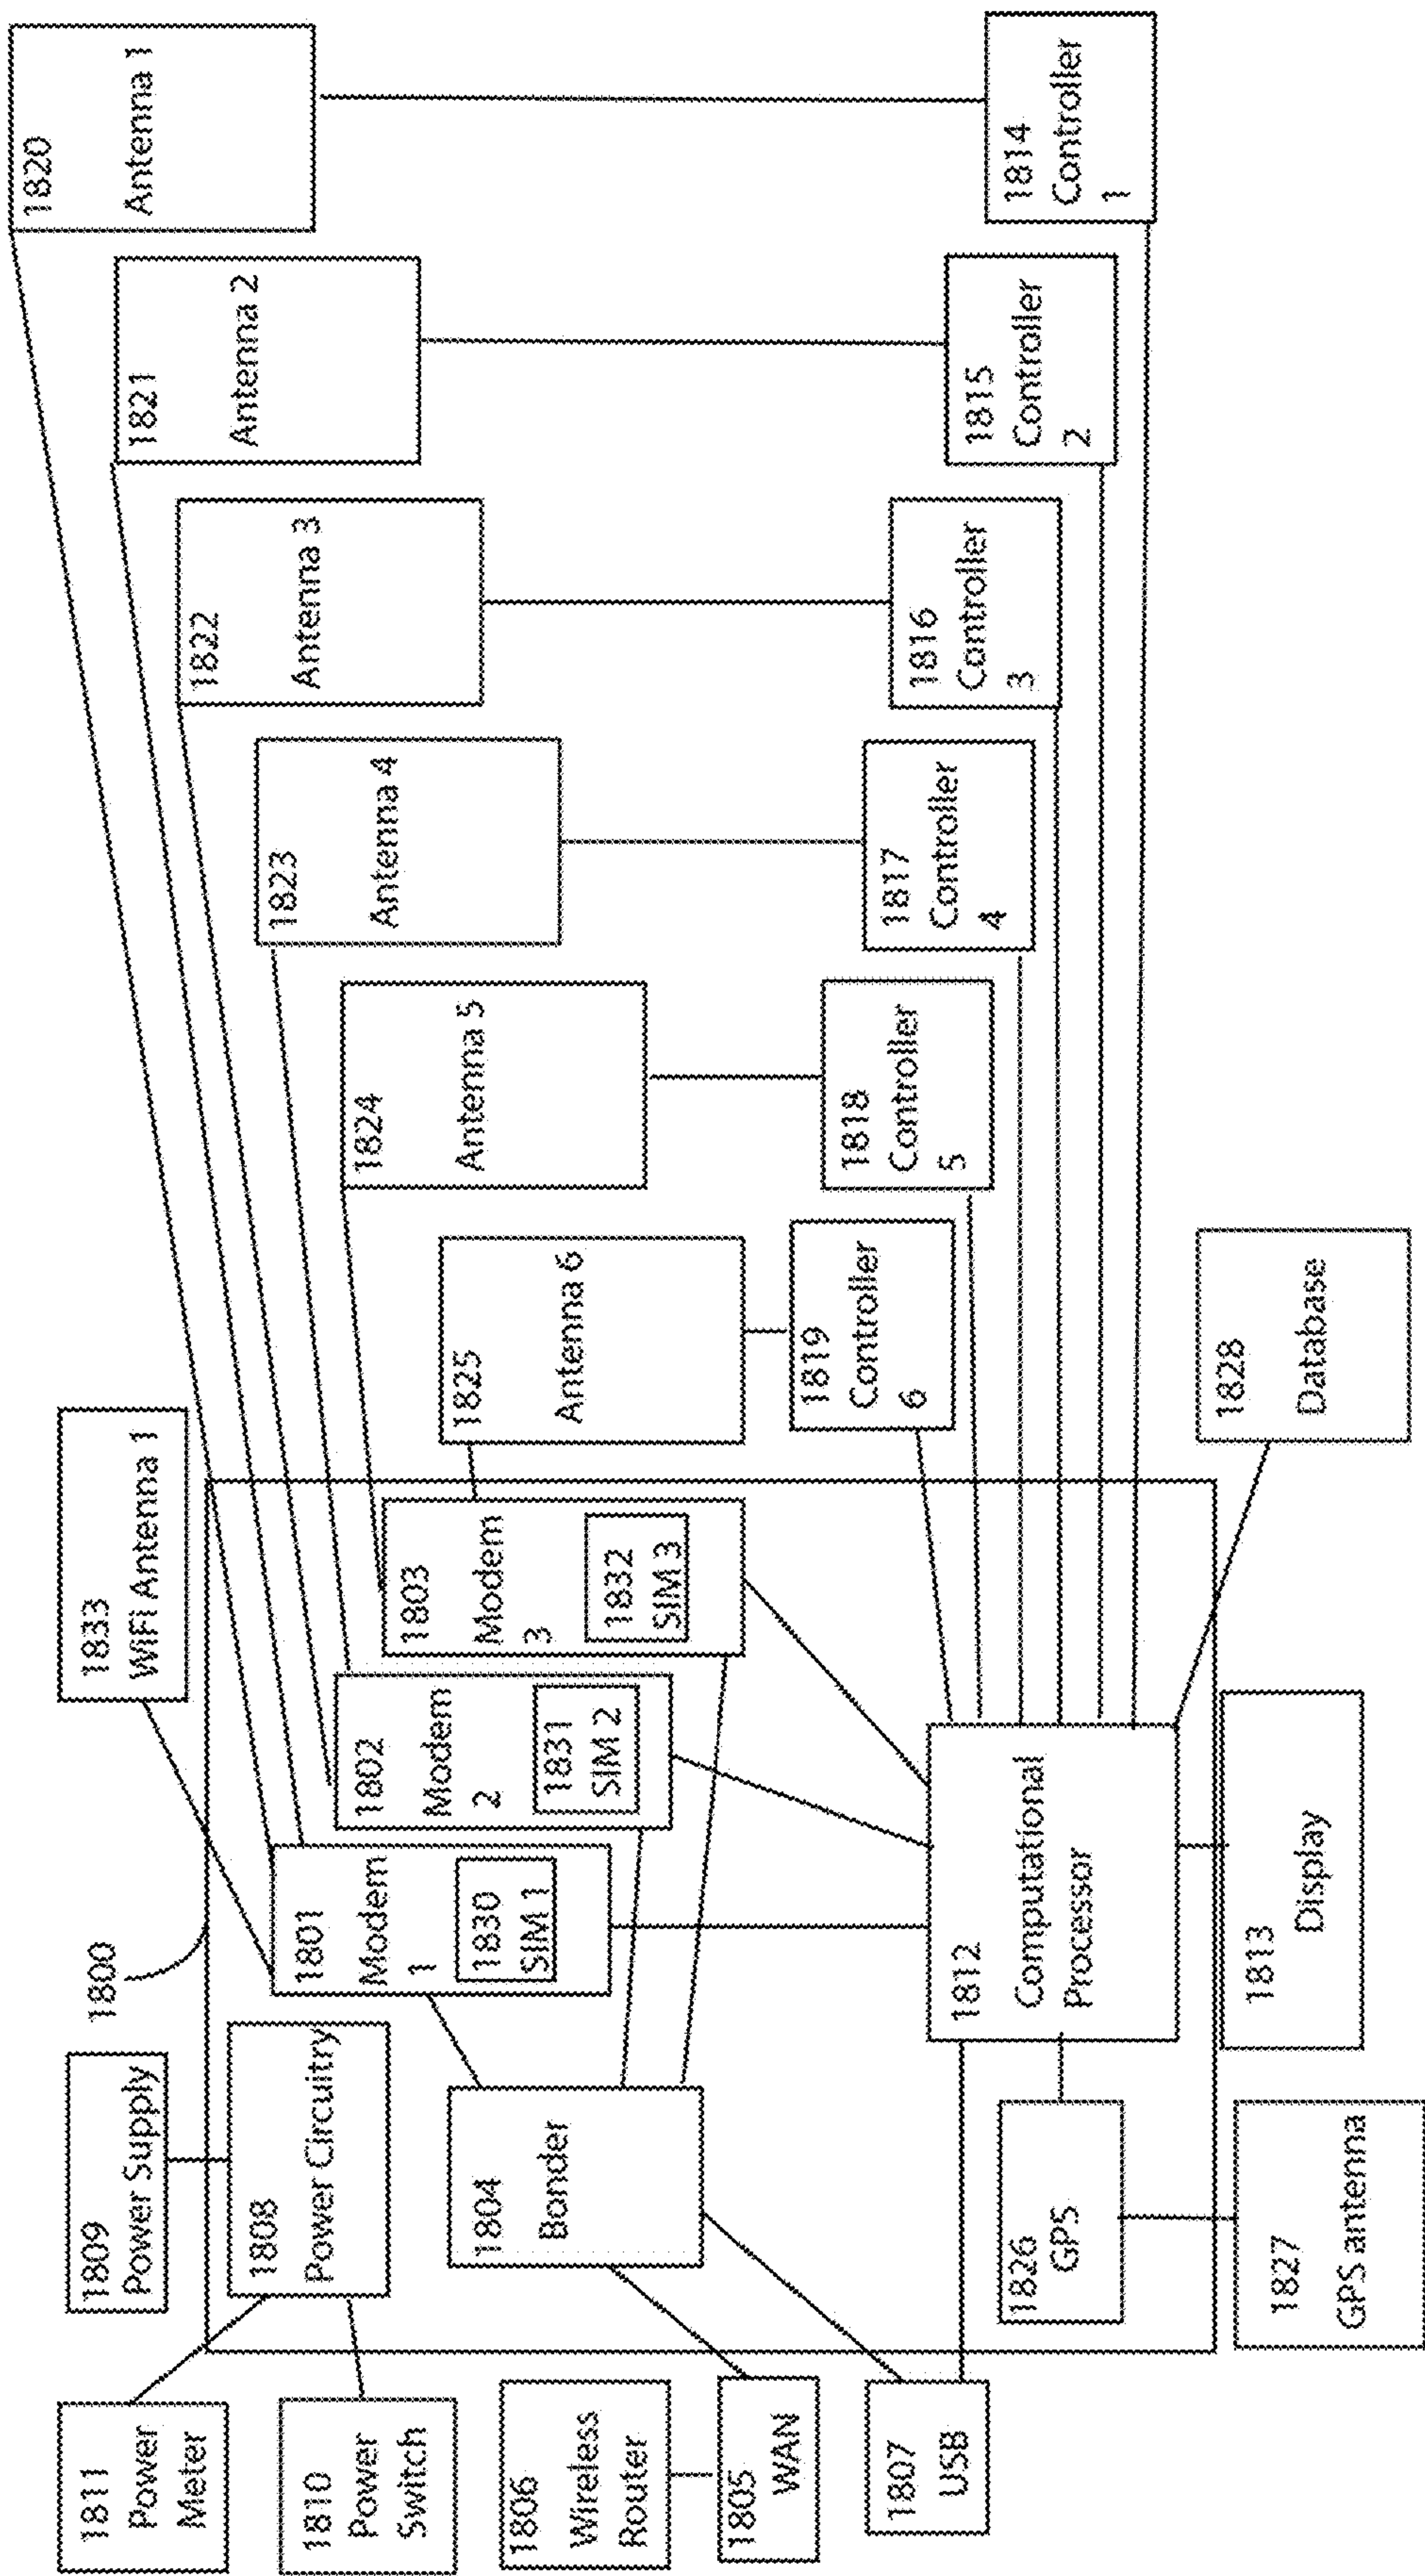 1811
Power
Meter
1809
Power Supply
1800
1833
WiFi Antenna 1
1820
Antenna 1
1821
Antenna 2
1822
Antenna 3
1823
Antenna 4
1824
Antenna 5
1825
Antenna 6
1810
Power
Switch
1808
Power Circuitry
1801
Modem
1
1830
SIM 1
1802
Modem
2
1831
SIM 2
1803
Modem
3
1832
SIM 3
1806
Wireless
Router
1804
Bonder
1805
WAN
1807
USB
1819
Controller
6
1818
Controller
5
1817
Controller
4
1816
Controller
3
1815
Controller
2
1814
Controller
1
1812
Computational
Processor
1826
GPS
1827
GPS antenna
1813
Display
1828
Database